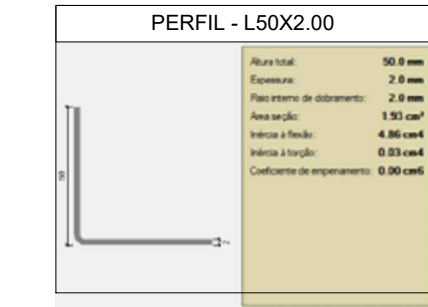 PERFIL - L50X2.00
Altura total: 50.0 mm
Espessura: 2.0 mm
Raio interno de dobramento: 2.0 mm
Área seção: 1.93 cm²
Inércia à flexão: 4.86 cm4
Inércia à torção: 0.03 cm4
Coeficiente de empenamento: 0.00 cm6
50
2